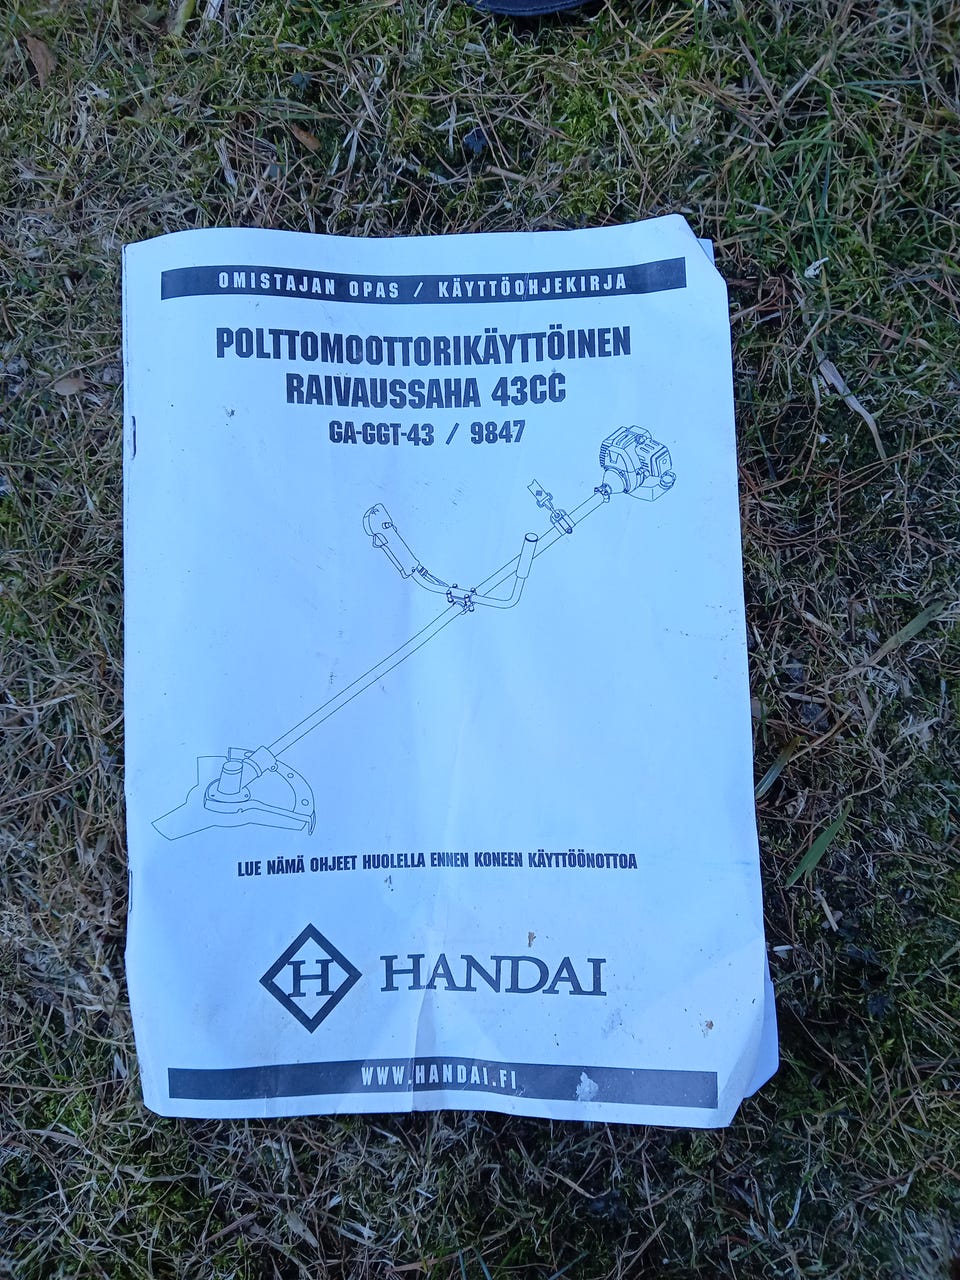 OMISTAJAN OPAS / KÄYTTÖOHJEKIRJA
POLTTOMOOTTORIKÄYTTÖINEN
RAIVAUSSAHA 43CC
GA-GGT-43 / 9847
LUE NÄMÄ OHJEET HUOLELLA ENNEN KONEEN KÄYTTÖÖNOTTOA
H HANDAI
WWW.HANDAI.FI